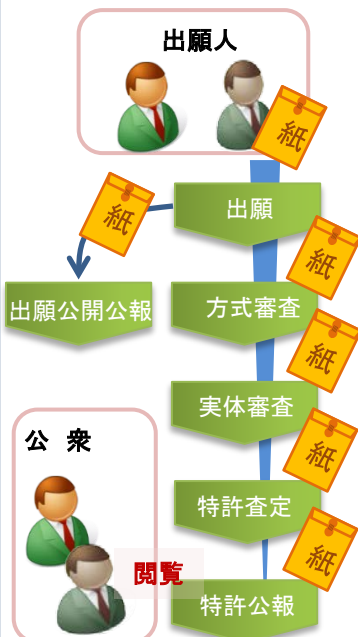 出願人
紙
紙
出願
紙
出願公開公報
方式審査
紙
実体審査
公 衆
紙
特許査定
紙
閲覧
特許公報